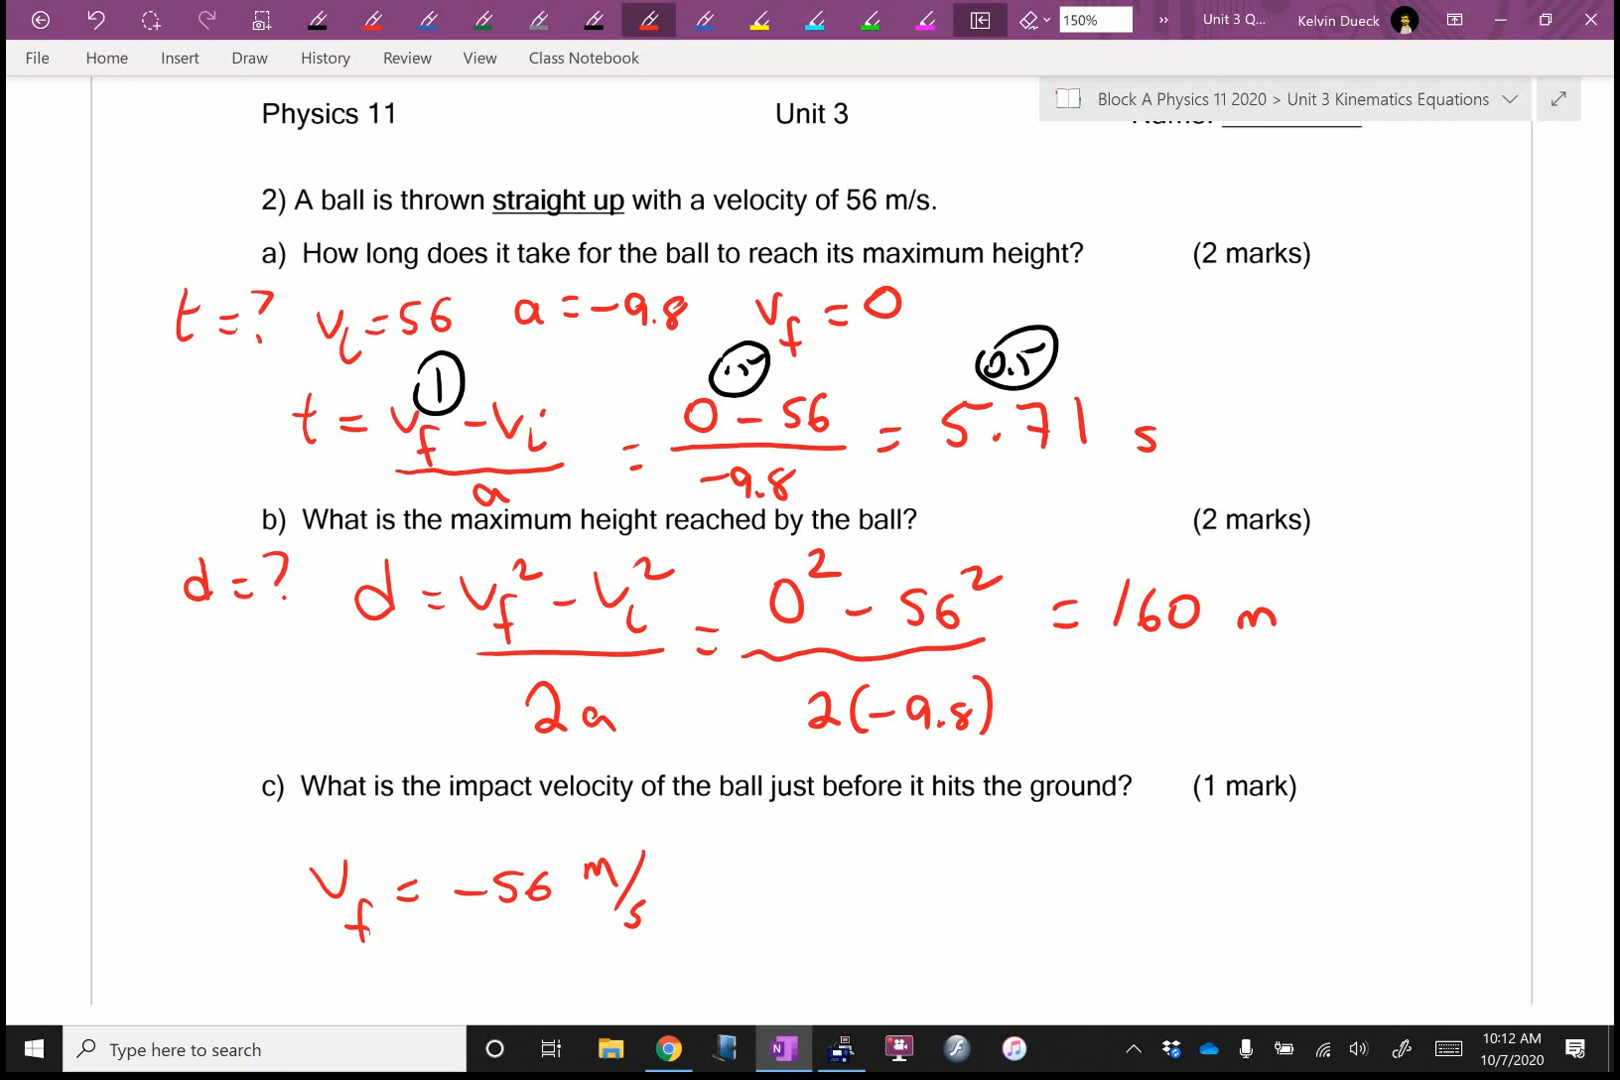 150%
Unit 3 Q...
Kelvin Dueck
File Home Insert Draw History Review View Class Notebook
Block A Physics 11 2020 > Unit 3 Kinematics Equations
Physics 11 Unit 3
2) A ball is thrown straight up with a velocity of 56 m/s.
a) How long does it take for the ball to reach its maximum height? (2 marks)
t = ? vi = 56 a = -9.8 vf = 0
1 0.5
t = vf - vi / a = 0 - 56 / -9.8 = 5.71 s
b) What is the maximum height reached by the ball? (2 marks)
d = ? d = vf² - vi² / 2a = 0² - 56² / 2(-9.8) = 160 m
c) What is the impact velocity of the ball just before it hits the ground? (1 mark)
vf = -56 m/s
Type here to search
10:12 AM
10/7/2020